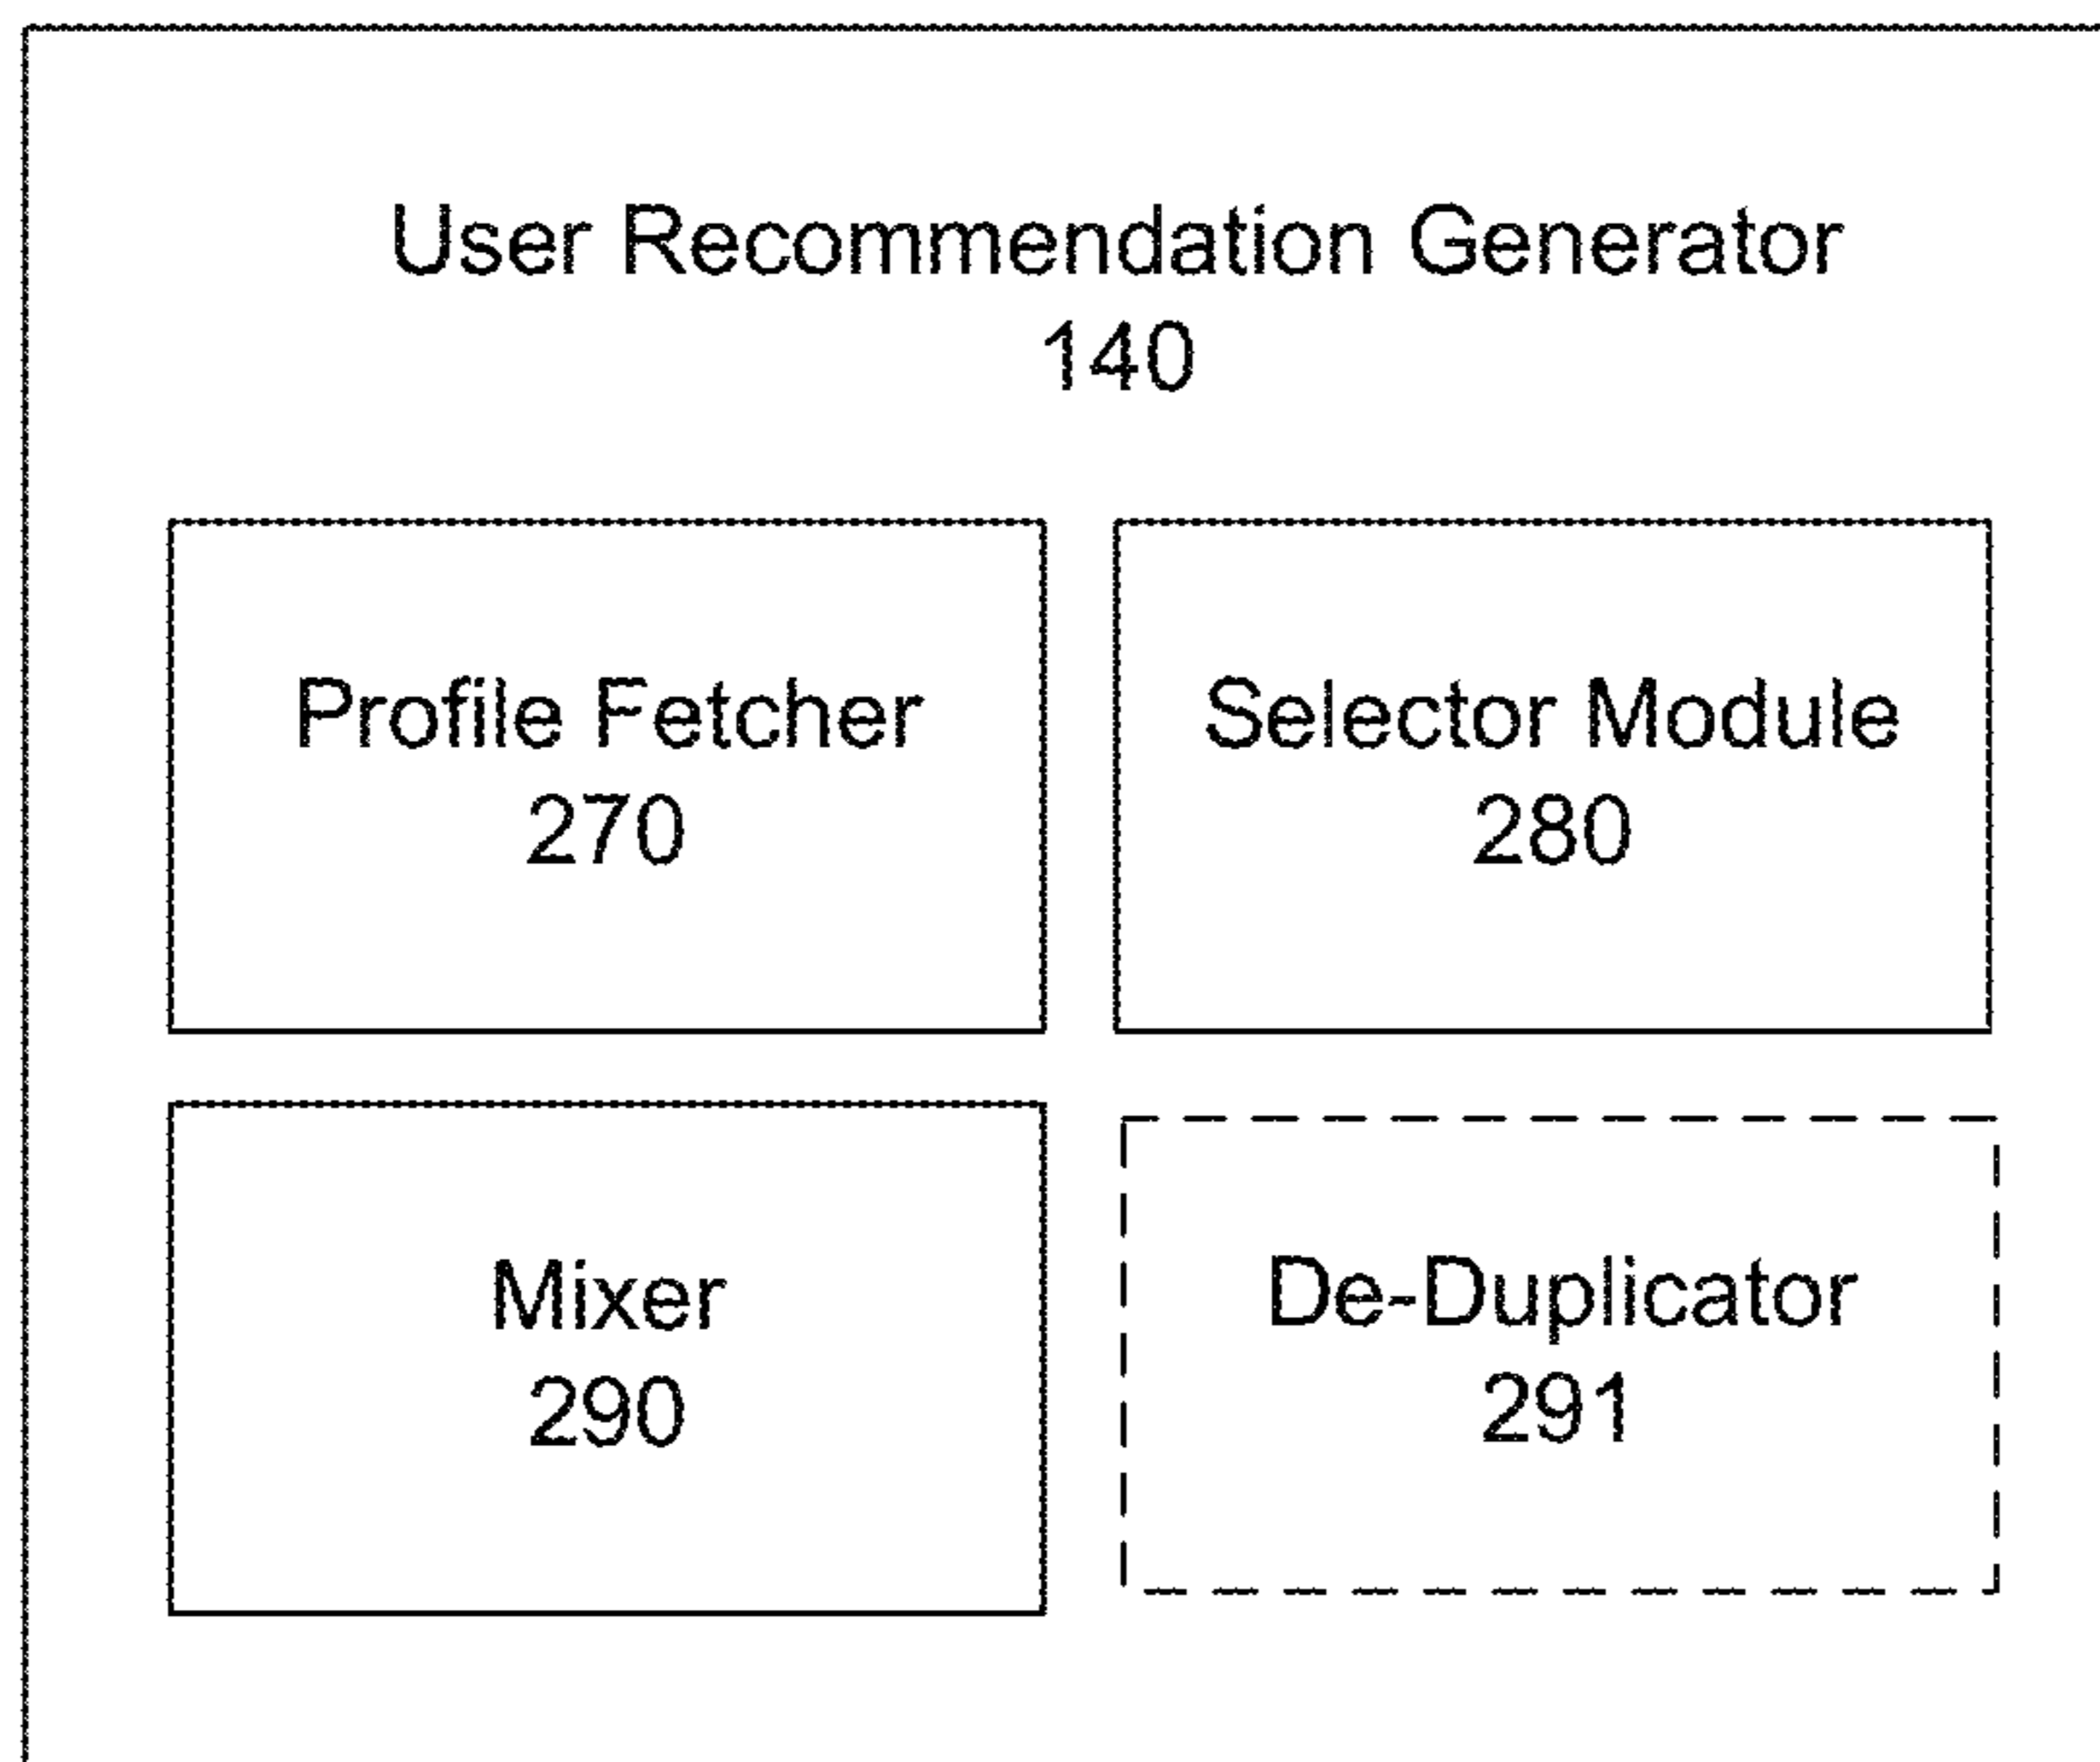 User Recommendation Generator
140
Profile Fetcher
270
Selector Module
280
Mixer
290
De-Duplicator
291